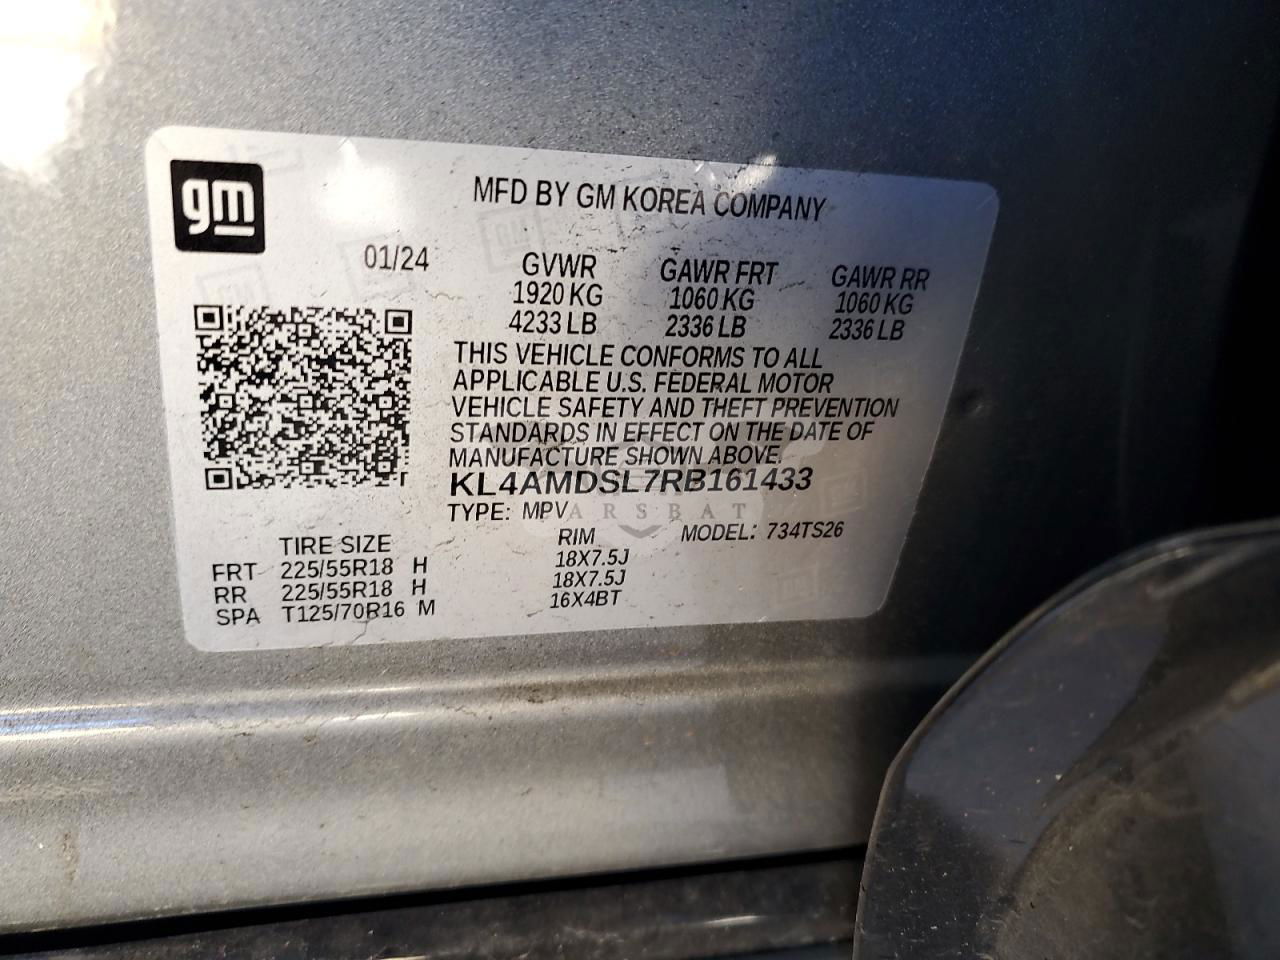 gm
MFD BY GM KOREA COMPANY
01/24
GVWR GAWR FRT GAWR RR
1920 KG 1060 KG 1060 KG
4233 LB 2336 LB 2336 LB
THIS VEHICLE CONFORMS TO ALL
APPLICABLE U.S. FEDERAL MOTOR
VEHICLE SAFETY AND THEFT PREVENTION
STANDARDS IN EFFECT ON THE DATE OF
MANUFACTURE SHOWN ABOVE.
KL4AMDSL7RB161433
TYPE: MPV
CARSBAT
TIRE SIZE RIM MODEL: 734TS26
FRT 225/55R18 H 18X7.5J
RR 225/55R18 H 18X7.5J
SPA T125/70R16 M 16X4BT